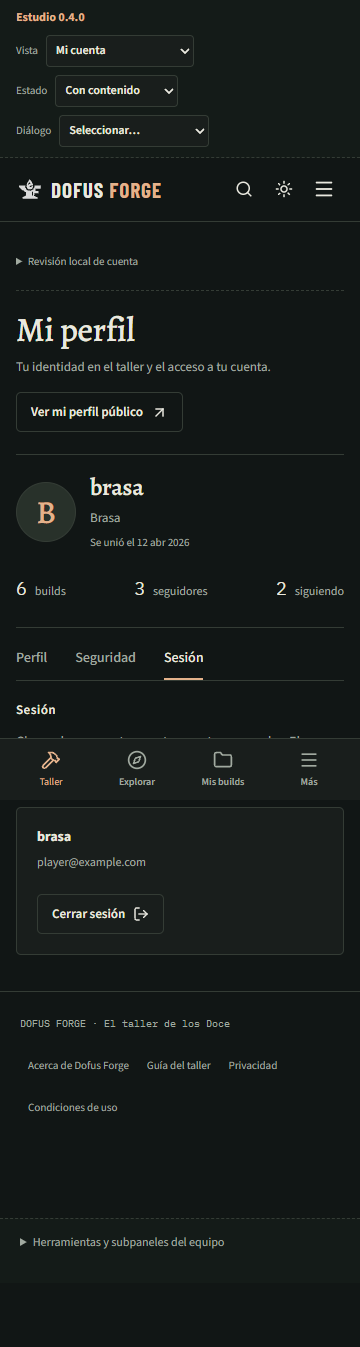 Estudio 0.4.0
Vista Mi cuenta
Estado Con contenido
Diálogo Seleccionar...
DOFUS FORGE
Revisión local de cuenta
Mi perfil
Tu identidad en el taller y el acceso a tu cuenta.
Ver mi perfil público
B
brasa
Brasa
Se unió el 12 abr 2026
6 builds 3 seguidores 2 siguiendo
Perfil Seguridad Sesión
Sesión
Taller Explorar Mis builds Más
brasa
player@example.com
Cerrar sesión
DOFUS FORGE · El taller de los Doce
Acerca de Dofus Forge Guía del taller Privacidad
Condiciones de uso
Herramientas y subpaneles del equipo